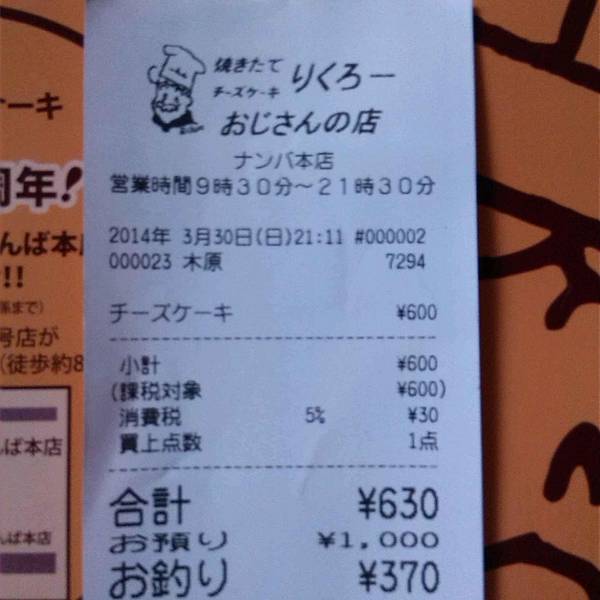 焼きたて
チーズケーキ
りくろー
おじさんの店
ナンバ本店
営業時間9時30分～21時30分
2014年 3月30日(日)21:11 #000002
000023 木原 7294
チーズケーキ ¥600
小計 ¥600
(課税対象 ¥600)
消費税 5% ¥30
買上点数 1点
合計 ¥630
お預り ¥1,000
お釣り ¥370
ーキ
周年!
んば本
!!
まで)
号店が
(徒歩約8
んば本店
んば本店